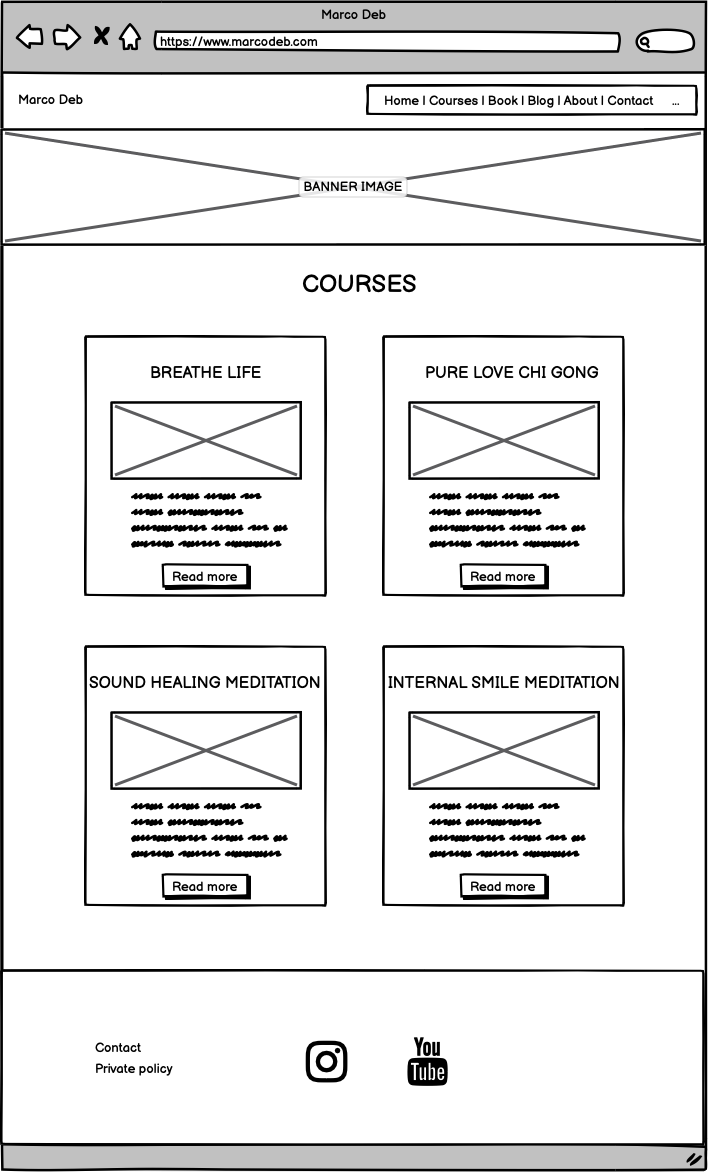 Marco Deb
https://www.marcodeb.com
Marco Deb
Home | Courses | Book | Blog | About | Contact ...
BANNER IMAGE
COURSES
BREATHE LIFE
PURE LOVE CHI GONG
Read more
Read more
SOUND HEALING MEDITATION
INTERNAL SMILE MEDITATION
Read more
Read more
Contact
Private policy
You
Tube